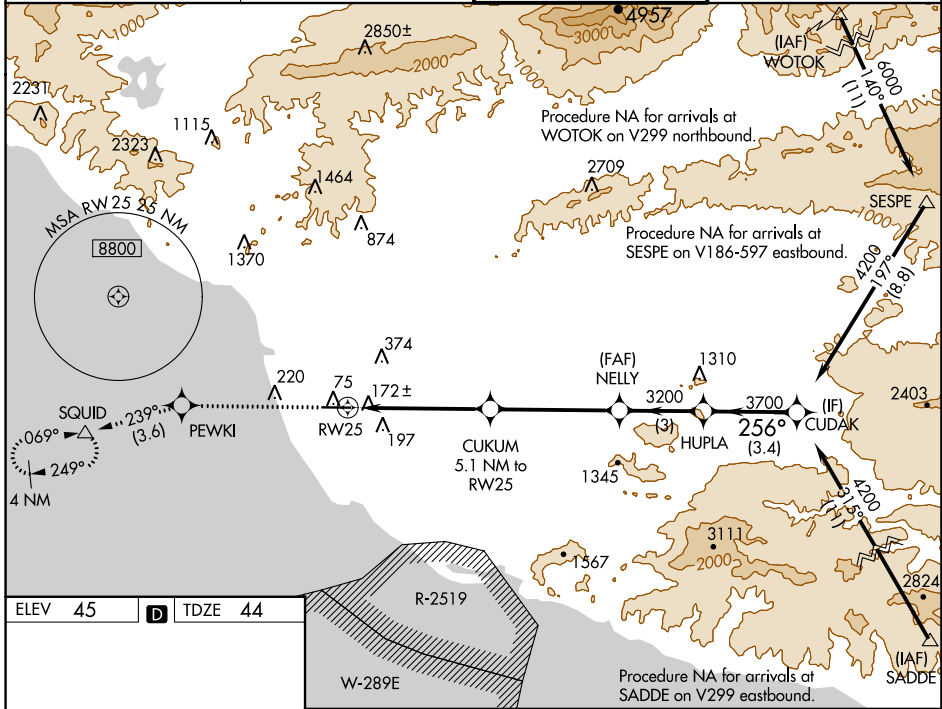 4957
3000
1000
2850±
2000
1000
1000
(IAF)
WOTOK
6000
140°
(11)
2231
2323
1115
Procedure NA for arrivals at
WOTOK on V299 northbound.
1464
2709
874
1370
SESPE
1000
Procedure NA for arrivals at
SESPE on V186-597 eastbound.
MSA RW 25 25 NM
8800
4200
197°
(8.8)
374
(FAF)
NELLY
1310
220
75
172±
3200
(3)
3700
256°
(3.4)
(IF)
CUDAK
2403
SQUID
239°
(3.6)
PEWKI
RW25
197
CUKUM
5.1 NM to
RW25
HUPLA
069°
249°
4 NM
1345
4200
315°
(11)
3111
2000
1567
2824
R-2519
ELEV 45
D
TDZE 44
W-289E
(IAF)
SADDE
Procedure NA for arrivals at
SADDE on V299 eastbound.